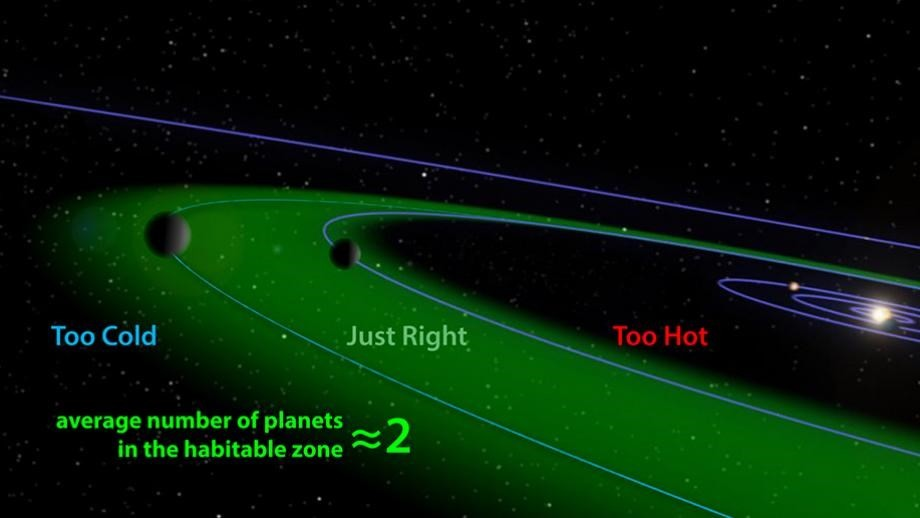 Too Cold
Just Right
Too Hot
average number of planets
in the habitable zone
≈2